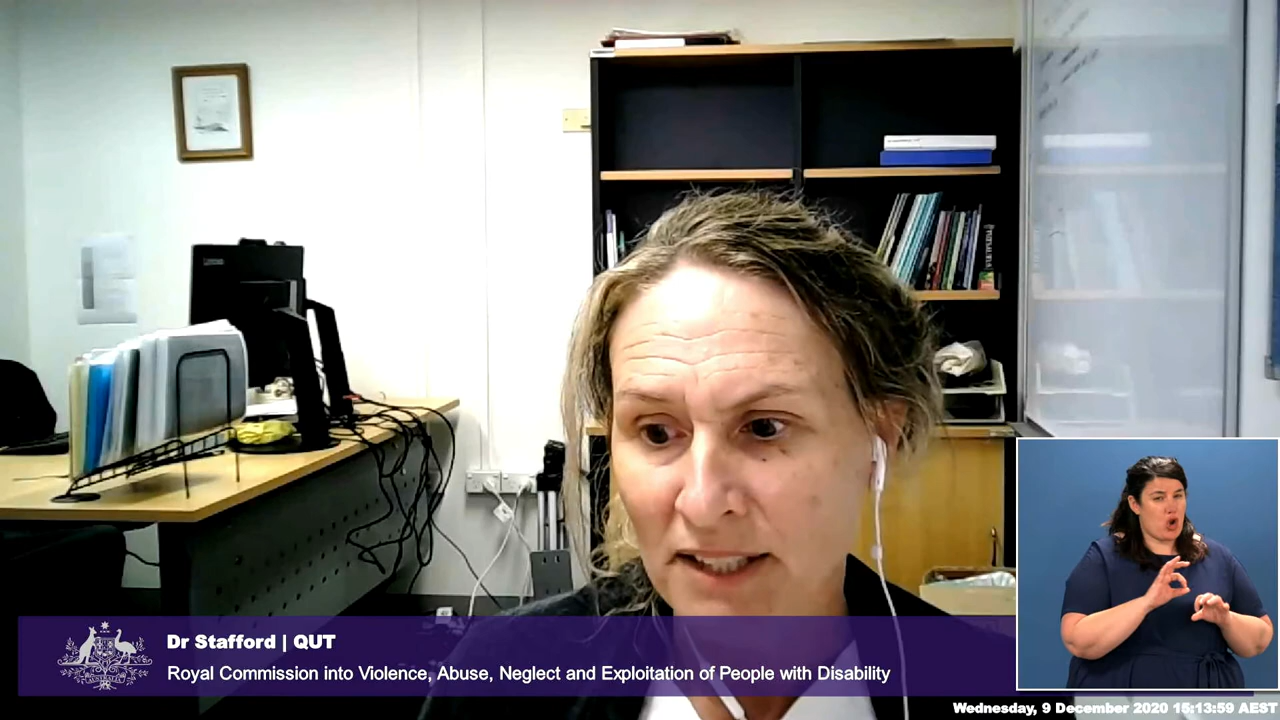 Dr Stafford | QUT
Royal Commission into Violence, Abuse, Neglect and Exploitation of People with Disability
Wednesday, 9 December 2020 15:13:59 AEST